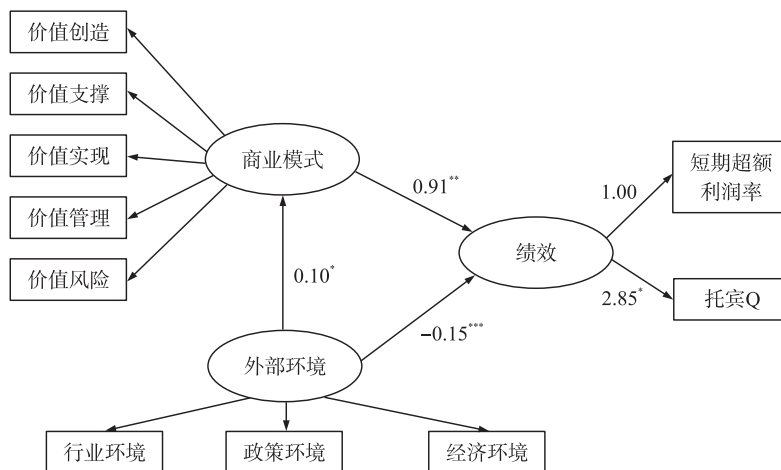 价值创造
价值支撑
价值实现
价值管理
价值风险
商业模式
0.91**
1.00
短期超额
利润率
绩效
0.10*
2.85*
托宾Q
-0.15***
外部环境
行业环境
政策环境
经济环境